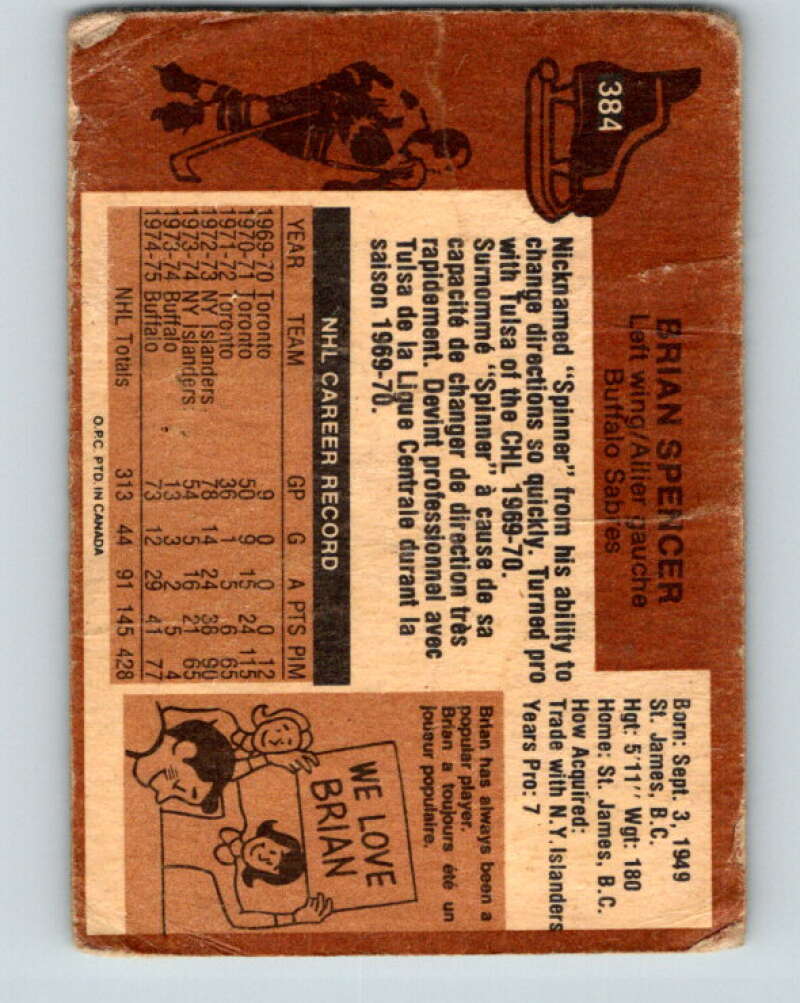 384
BRIAN SPENCER
Left wing/Ailier gauche
Buffalo Sabres
Born: Sept. 3, 1949
St. James, B.C.
Hgt: 5'11" Wgt: 180
Home: St. James, B.C.
How Acquired:
Trade with N.Y. Islanders
Years Pro: 7
Nicknamed "Spinner" from his ability to
change directions so quickly. Turned pro
with Tulsa of the CHL 1969-70.
Surnommé "Spinner" à cause de sa
capacité de changer de direction très
rapidement. Devint professionnel avec
Tulsa de la Ligue Centrale durant la
saison 1969-70.
NHL CAREER RECORD
YEAR TEAM GP G A PTS PIM
1969-70 Toronto 9 0 0 0 12
1970-71 Toronto 50 9 15 24 115
1971-72 Toronto 36 1 5 6 65
1972-73 NY Islanders 78 14 24 38 90
1973-74 NY Islanders 54 5 16 21 65
1973-74 Buffalo 13 3 2 5 4
1974-75 Buffalo 73 12 29 41 77
NHL Totals 313 44 91 145 428
O.P.C. PTD. IN CANADA
Brian has always been a
popular player.
Brian a toujours été un
joueur populaire.
WE LOVE
BRIAN